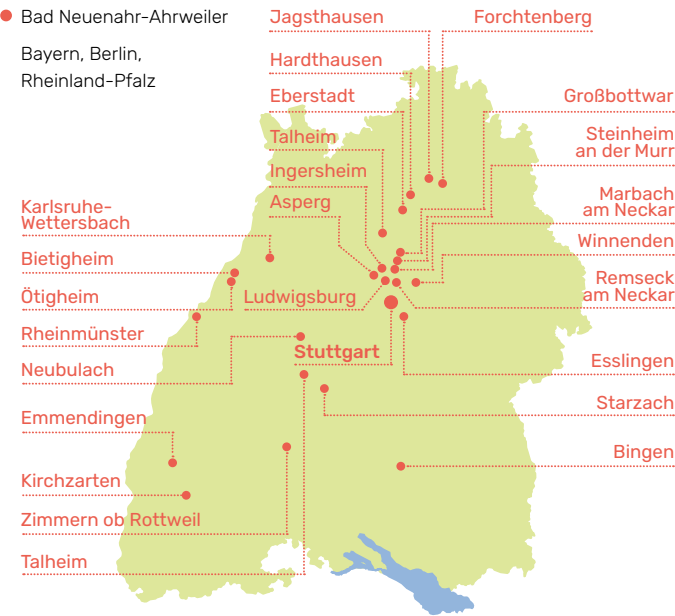 Bad Neuenahr-Ahrweiler
Bayern, Berlin,
Rheinland-Pfalz
Jagsthausen
Forchtenberg
Hardthausen
Eberstadt
Großbottwar
Talheim
Steinheim
an der Murr
Ingersheim
Asperg
Marbach
am Neckar
Karlsruhe-
Wettersbach
Winnenden
Bietigheim
Remseck
am Neckar
Ötigheim
Ludwigsburg
Rheinmünster
Stuttgart
Neubulach
Esslingen
Starzach
Emmendingen
Bingen
Kirchzarten
Zimmern ob Rottweil
Talheim